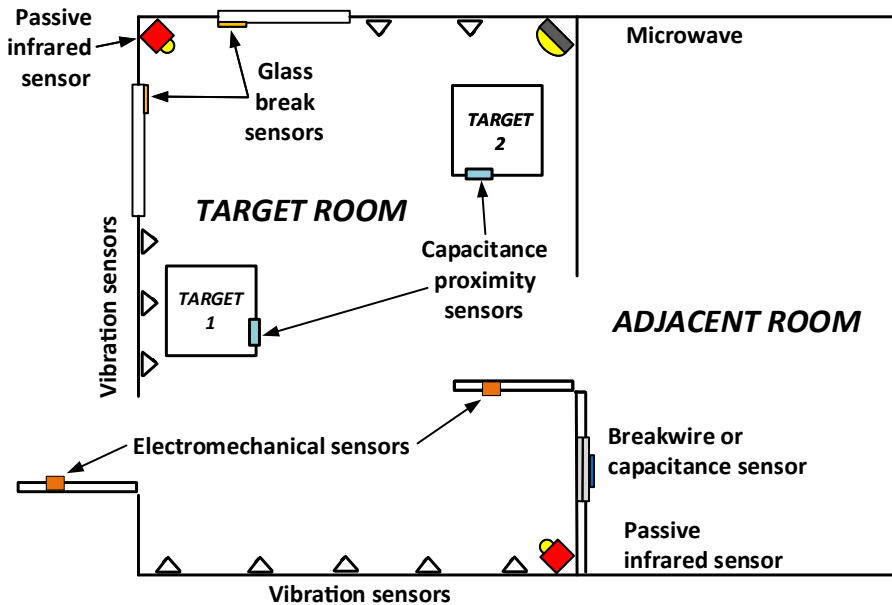 Passive
infrared
sensor
Glass
break
sensors
Microwave
TARGET
2
TARGET ROOM
Vibration sensors
Capacitance
proximity
sensors
TARGET
1
ADJACENT ROOM
Electromechanical sensors
Breakwire or
capacitance sensor
Passive
infrared sensor
Vibration sensors